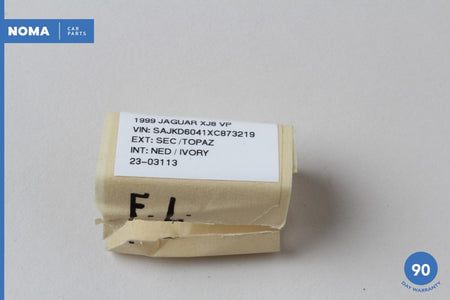 NOMA CAR PARTS
1999 JAGUAR XJ8 VP
VIN: SAJKD6041XC873219
EXT: SEC /TOPAZ
INT: NED / IVORY
23-03113
F. L.
90
DAY WARRANTY